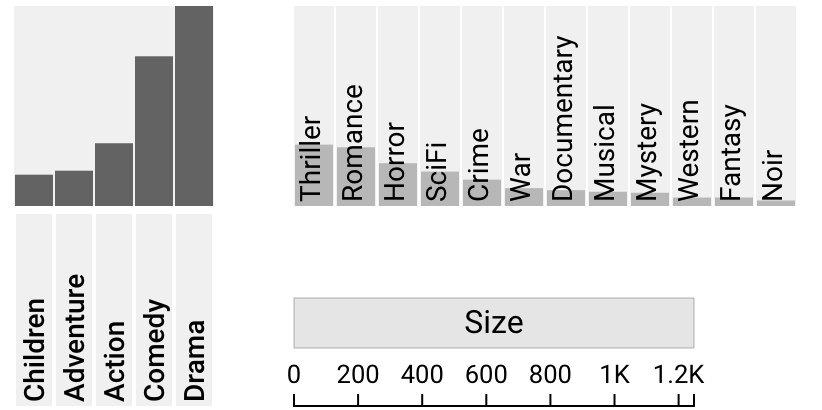 Thriller
Romance
Horror
SciFi
Crime
War
Documentary
Musical
Mystery
Western
Fantasy
Noir
Children
Adventure
Action
Comedy
Drama
Size
0 200 400 600 800 1K 1.2K